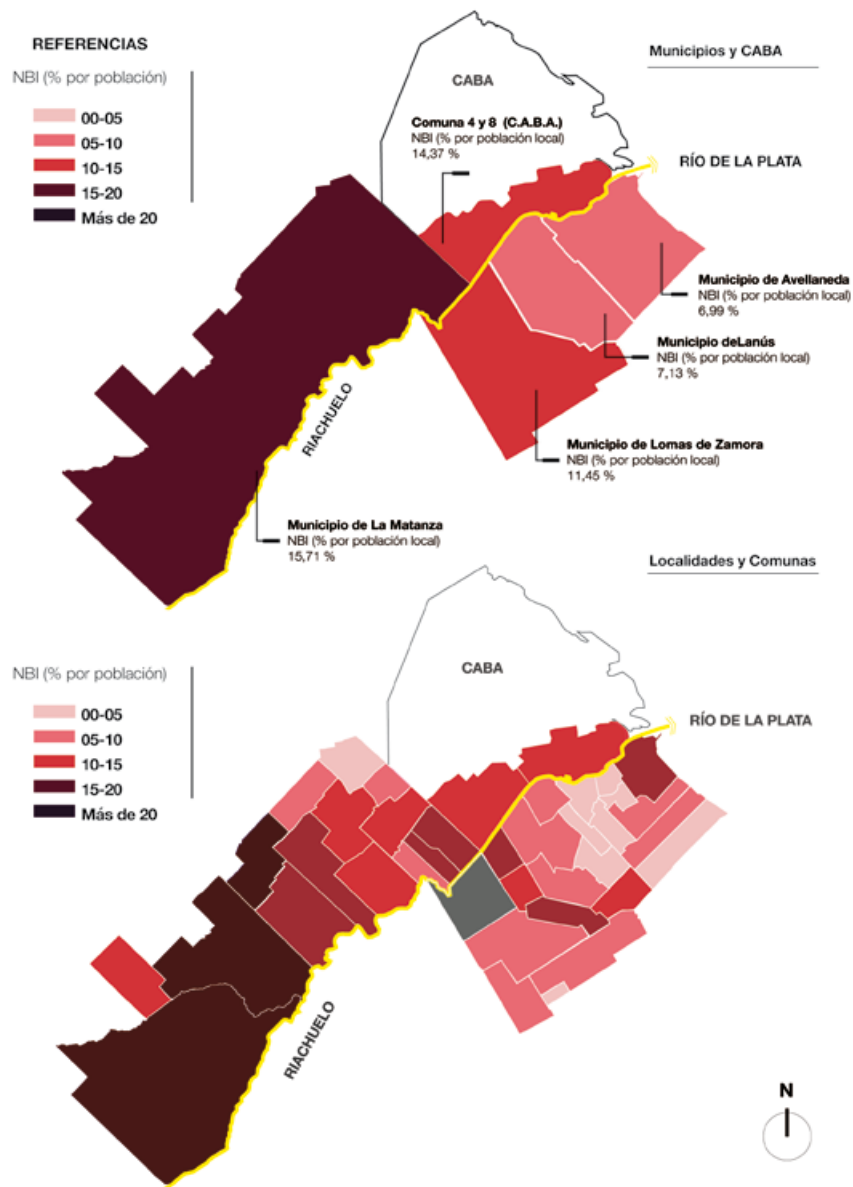 REFERENCIAS
NBI (% por población)
00-05
05-10
10-15
15-20
Más de 20
Municipios y CABA
CABA
Comuna 4 y 8 (C.A.B.A.)
NBI (% por población local)
14,37 %
RÍO DE LA PLATA
Municipio de Avellaneda
NBI (% por población local)
6,99 %
Municipio deLanús
NBI (% por población local)
7,13 %
RIACHUELO
Municipio de Lomas de Zamora
NBI (% por población local)
11,45 %
Municipio de La Matanza
NBI (% por población local)
15,71 %
Localidades y Comunas
NBI (% por población)
00-05
05-10
10-15
15-20
Más de 20
CABA
RÍO DE LA PLATA
RIACHUELO
N